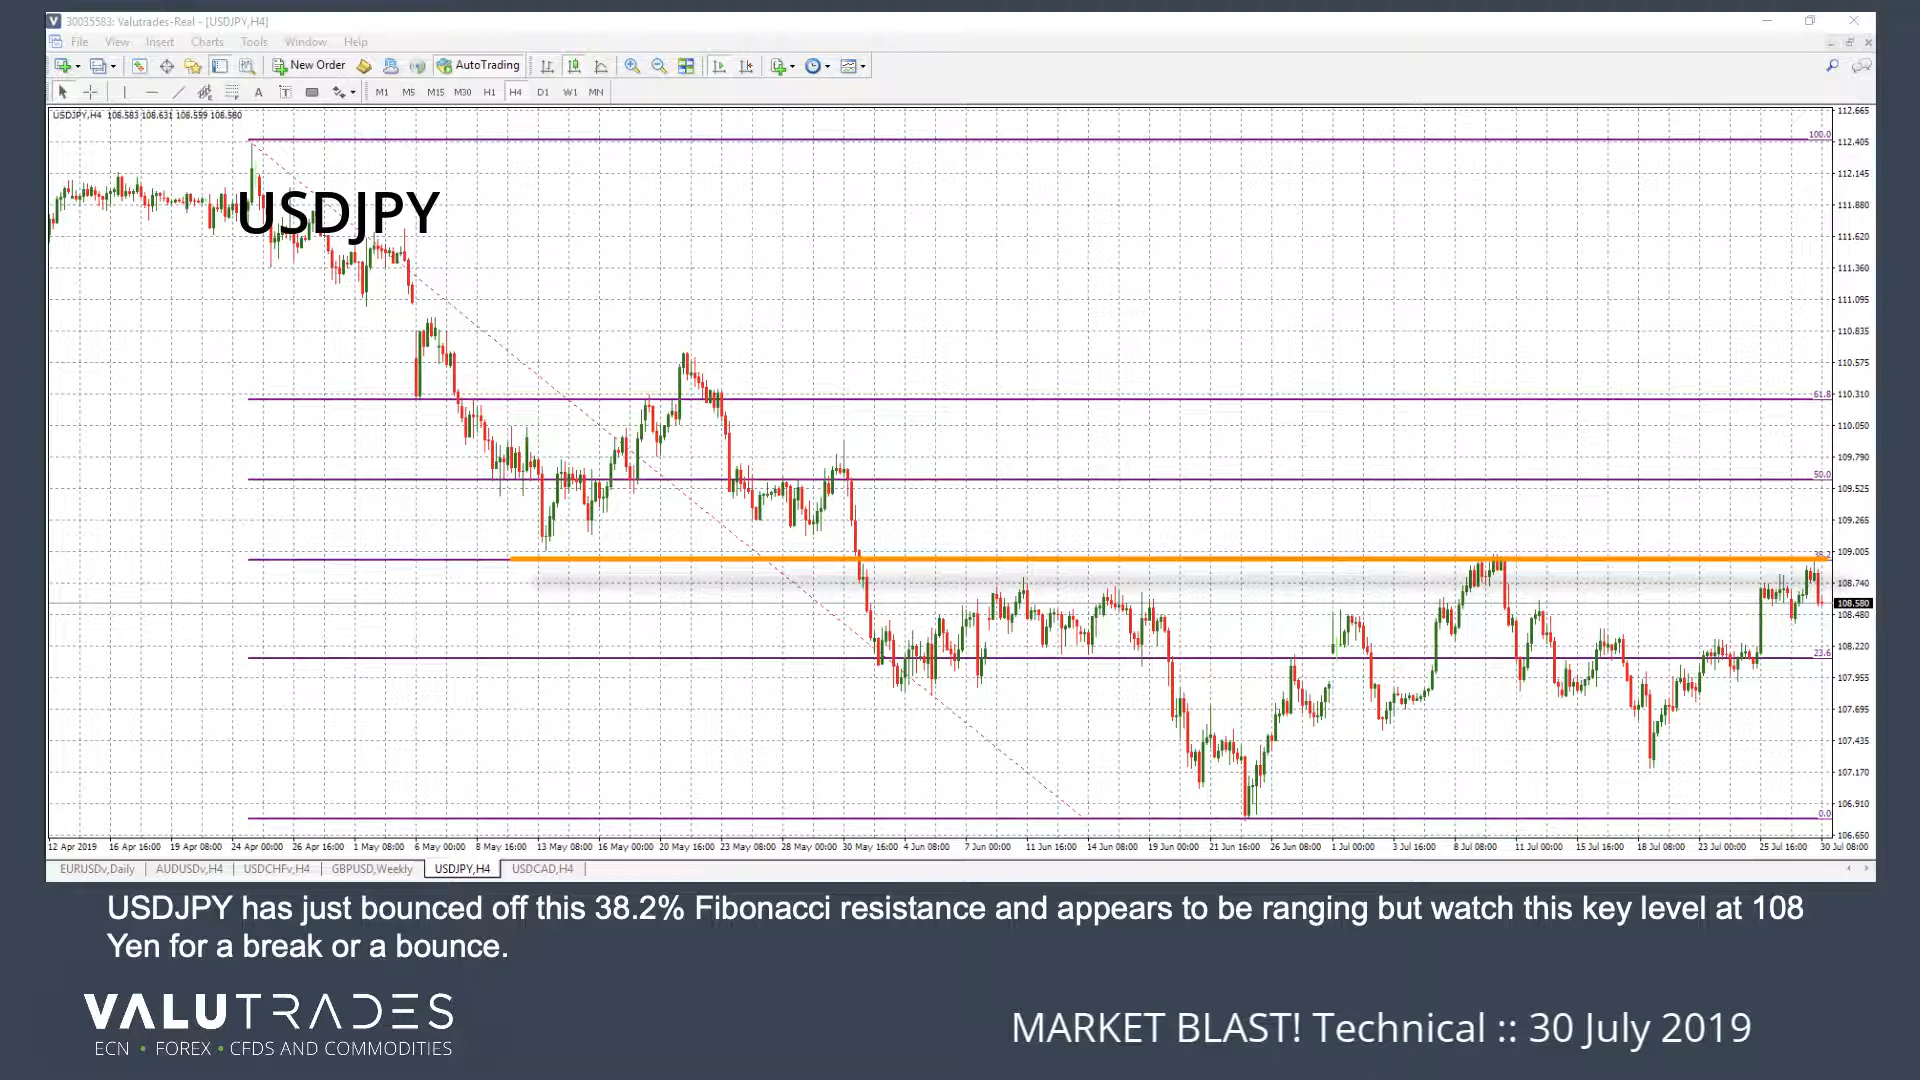 30035583: Valutrades-Real - [USDJPY,H4]
File View Insert Charts Tools Window Help
New Order AutoTrading
A T M1 M5 M15 M30 H1 H4 D1 W1 MN
USDJPY,H4 108.583 108.631 108.559 108.580
112.665
100.0
112.405
112.145
USDJPY
111.880
111.620
111.360
111.095
110.835
110.575
61.8
110.310
110.050
109.790
50.0
109.525
109.265
38.2
109.005
108.740
108.580
108.480
23.6
108.220
107.955
107.695
107.435
107.170
106.910
0.0
106.650
12 Apr 2019 16 Apr 16:00 19 Apr 08:00 24 Apr 00:00 26 Apr 16:00 1 May 08:00 6 May 00:00 8 May 16:00 13 May 08:00 16 May 00:00 20 May 16:00 23 May 08:00 28 May 00:00 30 May 16:00 4 Jun 08:00 7 Jun 00:00 11 Jun 16:00 14 Jun 08:00 19 Jun 00:00 21 Jun 16:00 26 Jun 08:00 1 Jul 00:00 3 Jul 16:00 8 Jul 08:00 11 Jul 00:00 15 Jul 16:00 18 Jul 08:00 23 Jul 00:00 25 Jul 16:00 30 Jul 08:00
EURUSDv,Daily AUDUSDv,H4 USDCHFv,H4 GBPUSD,Weekly USDJPY,H4 USDCAD,H4
USDJPY has just bounced off this 38.2% Fibonacci resistance and appears to be ranging but watch this key level at 108
Yen for a break or a bounce.
VALUTRADES
ECN • FOREX • CFDS AND COMMODITIES
MARKET BLAST! Technical :: 30 July 2019